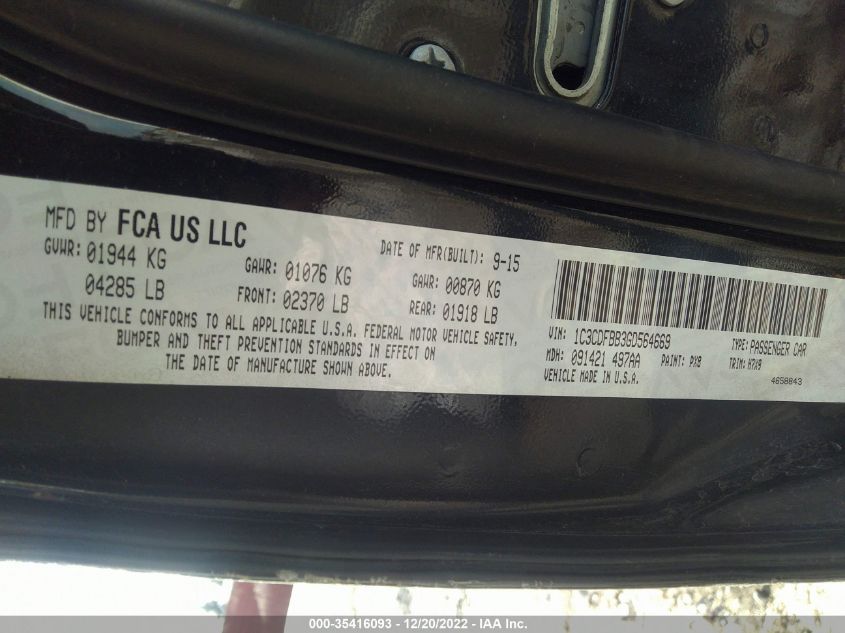 MFD BY FCA US LLC
DATE OF MFR(BUILT): 9-15
GVWR: 01944 KG
04285 LB
GAWR: 01076 KG
FRONT: 02370 LB
GAWR: 00870 KG
REAR: 01918 LB
THIS VEHICLE CONFORMS TO ALL APPLICABLE U.S.A. FEDERAL MOTOR VEHICLE SAFETY,
BUMPER AND THEFT PREVENTION STANDARDS IN EFFECT ON
THE DATE OF MANUFACTURE SHOWN ABOVE.
VIN: 1C3CDFBB3GD564669
TYPE: PASSENGER CAR
MDH: 091421 497AA
PAINT: PX8
TRIM: H7X9
VEHICLE MADE IN U.S.A.
4658843
000-35416093 - 12/20/2022 - IAA Inc.